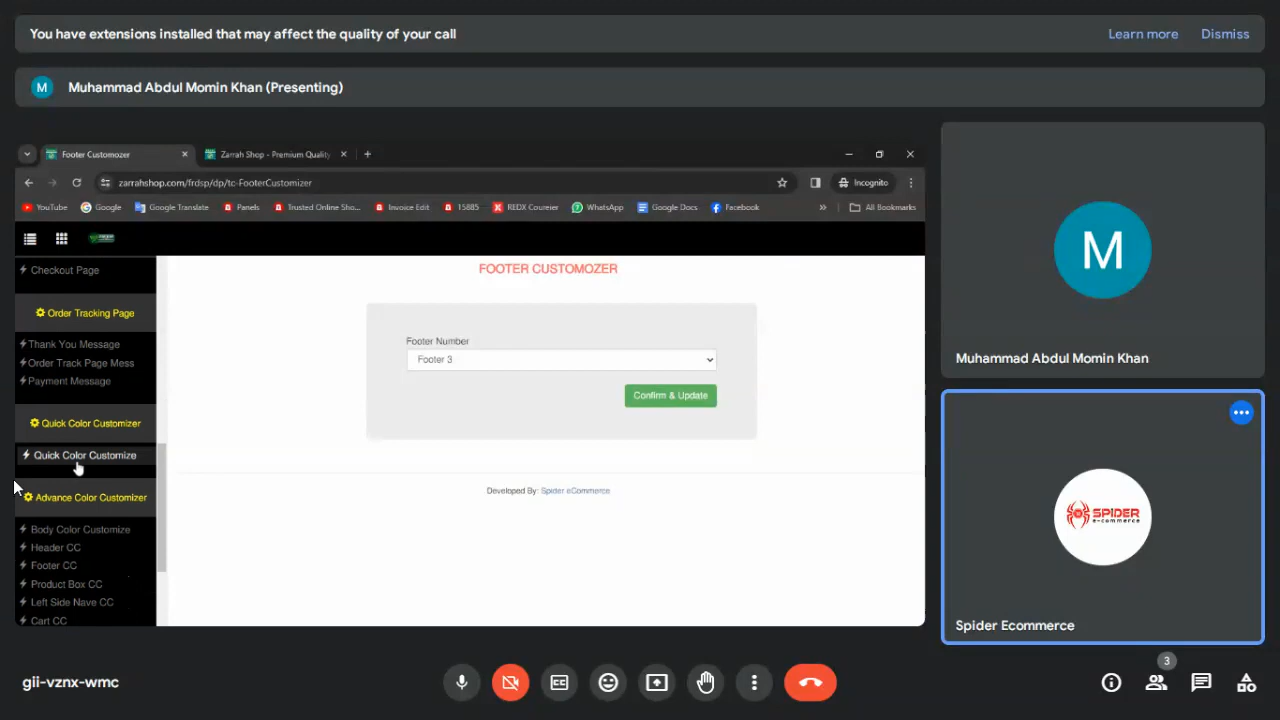 You have extensions installed that may affect the quality of your call
Learn more
Dismiss
M
Muhammad Abdul Momin Khan (Presenting)
Footer Customozer
Zarrah Shop - Premium Quality
zarrahshop.com/frdsp/dp/tc-FooterCustomizer
Incognito
YouTube
Google
Google Translate
Panels
Trusted Online Sho...
Invoice Edit
15885
REDX Coureier
WhatsApp
Google Docs
Facebook
All Bookmarks
Checkout Page
Order Tracking Page
Thank You Message
Order Track Page Mess
Payment Message
Quick Color Customizer
Quick Color Customize
Advance Color Customizer
Body Color Customize
Header CC
Footer CC
Product Box CC
Left Side Nave CC
Cart CC
FOOTER CUSTOMOZER
Footer Number
Footer 3
Confirm & Update
Developed By: Spider eCommerce
M
Muhammad Abdul Momin Khan
SPIDER
e-commerce
Spider Ecommerce
gii-vznx-wmc
CC
3